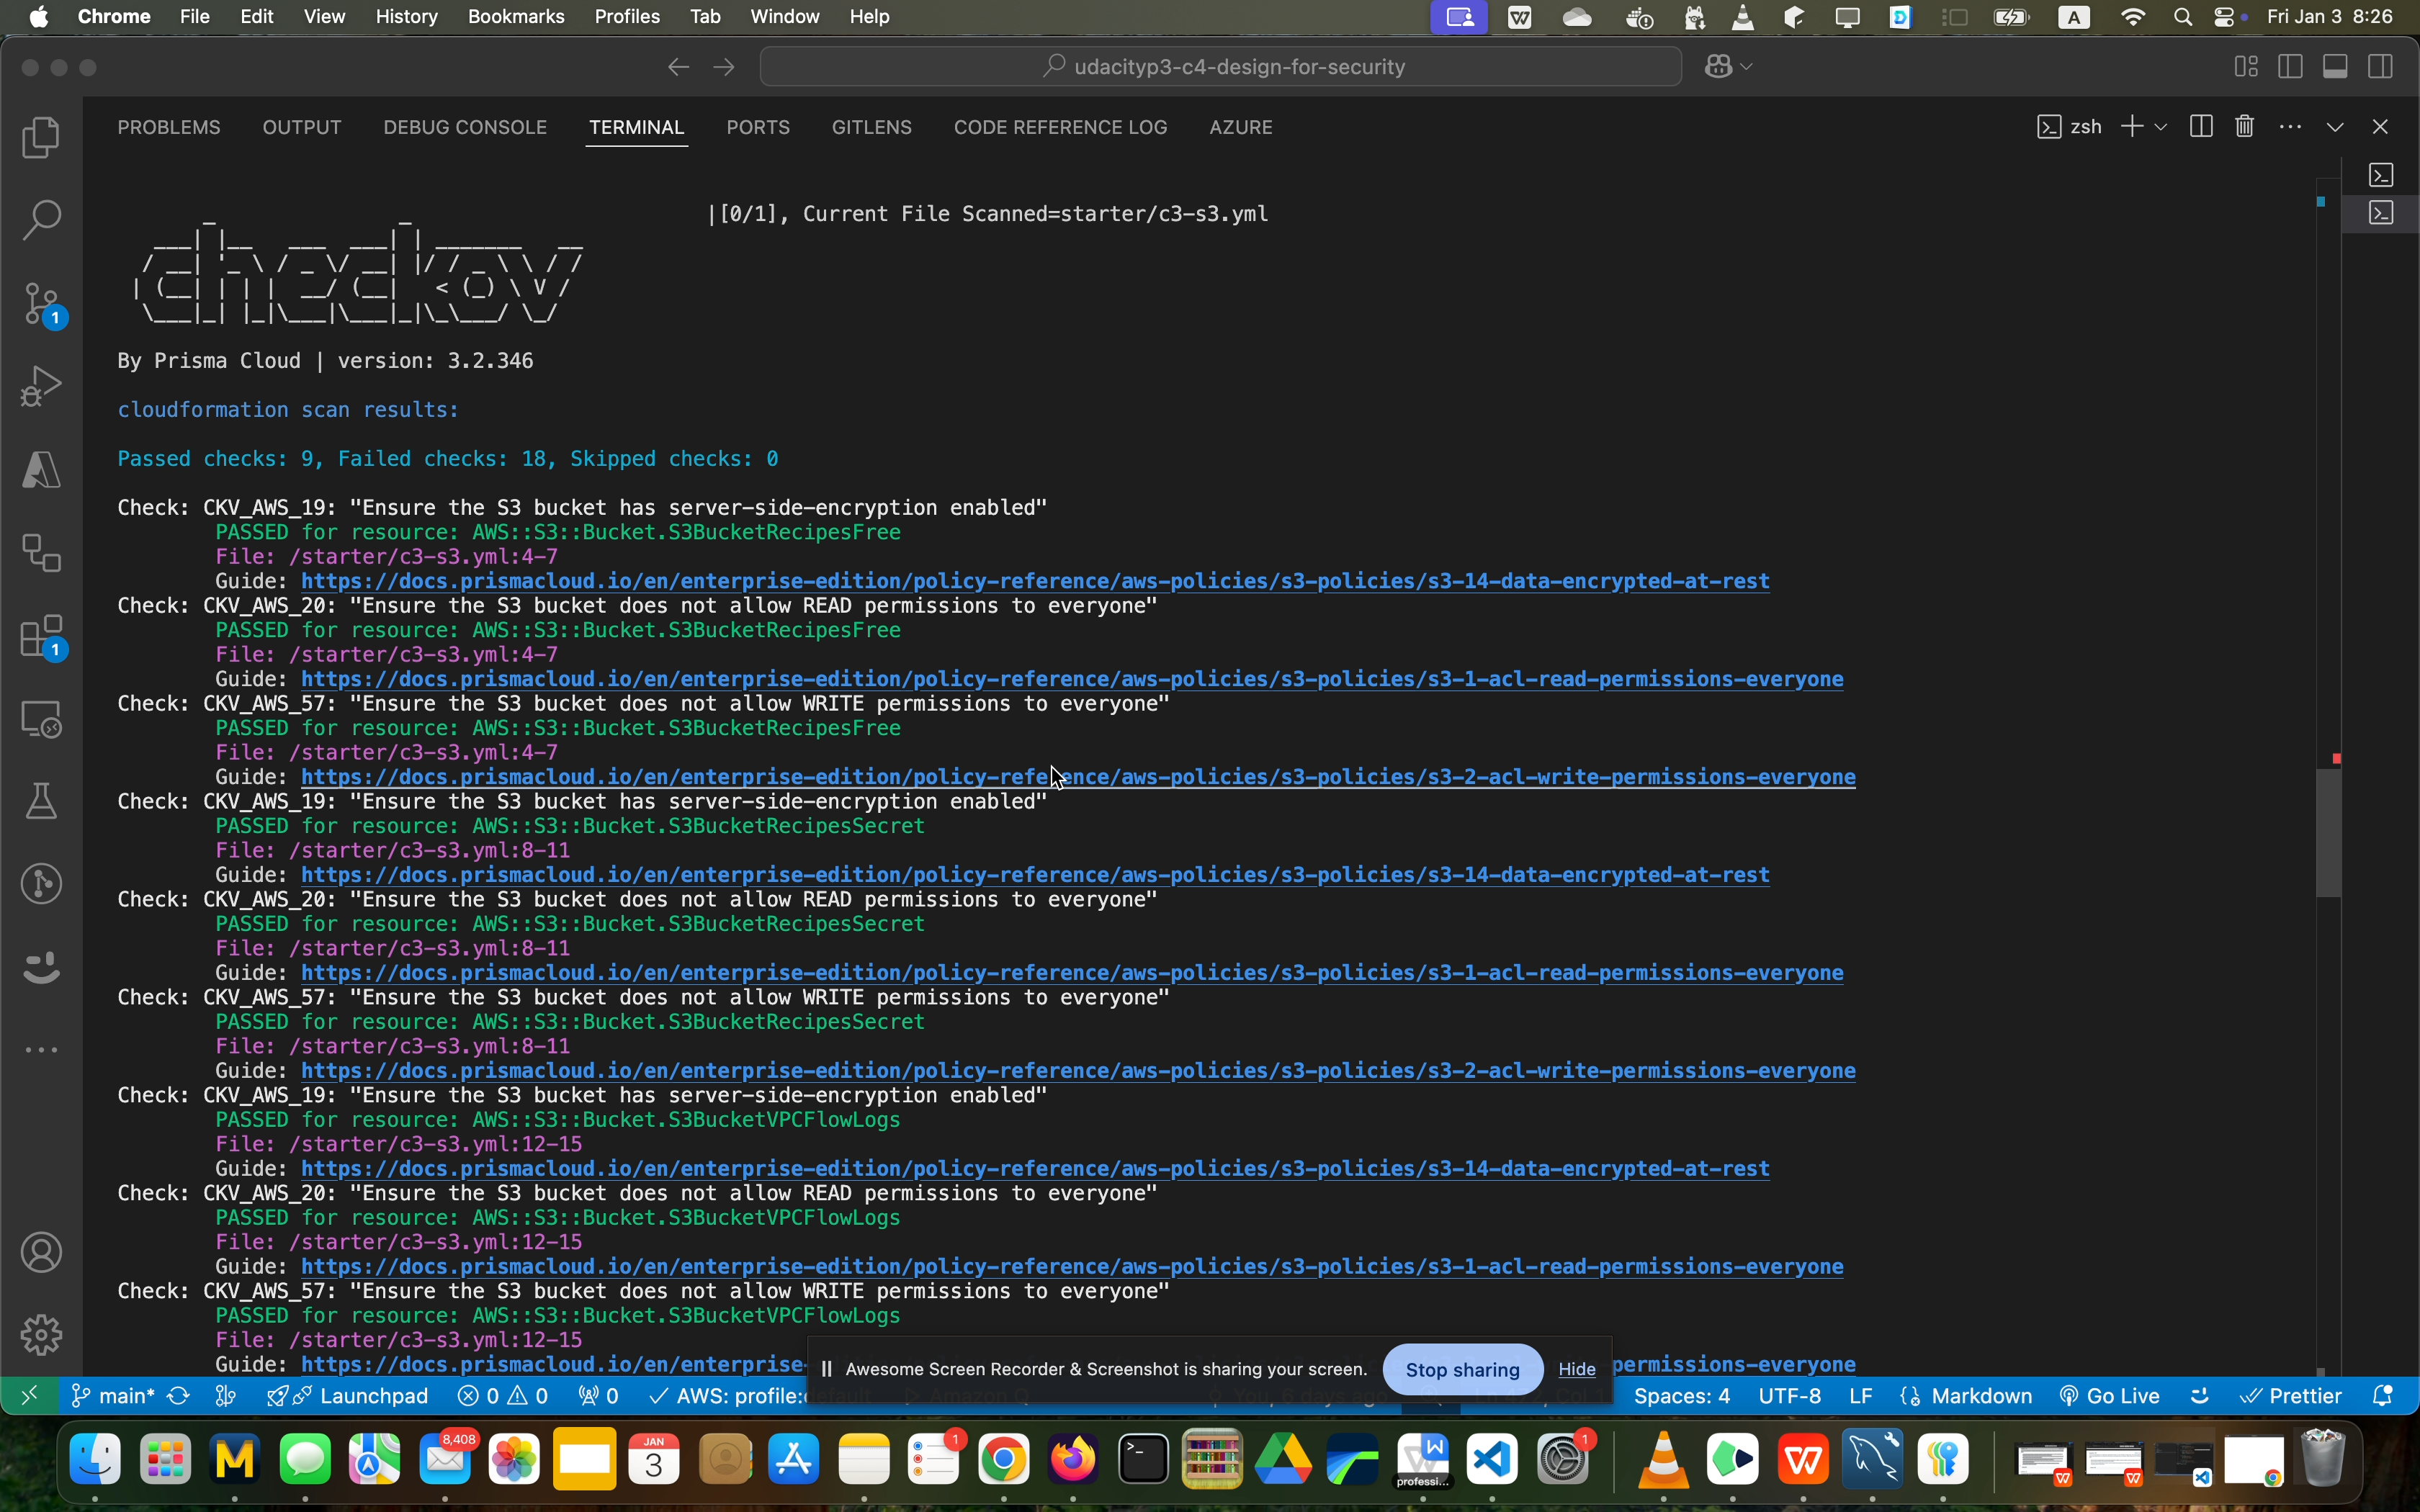 Chrome File Edit View History Bookmarks Profiles Tab Window Help
A Fri Jan 3 8:26
udacityp3-c4-design-for-security
PROBLEMS OUTPUT DEBUG CONSOLE TERMINAL PORTS GITLENS CODE REFERENCE LOG AZURE
zsh
|[0/1], Current File Scanned=starter/c3-s3.yml
checkov
By Prisma Cloud | version: 3.2.346
cloudformation scan results:
Passed checks: 9, Failed checks: 18, Skipped checks: 0
Check: CKV_AWS_19: "Ensure the S3 bucket has server-side-encryption enabled"
PASSED for resource: AWS::S3::Bucket.S3BucketRecipesFree
File: /starter/c3-s3.yml:4-7
Guide: https://docs.prismacloud.io/en/enterprise-edition/policy-reference/aws-policies/s3-policies/s3-14-data-encrypted-at-rest
Check: CKV_AWS_20: "Ensure the S3 bucket does not allow READ permissions to everyone"
PASSED for resource: AWS::S3::Bucket.S3BucketRecipesFree
File: /starter/c3-s3.yml:4-7
Guide: https://docs.prismacloud.io/en/enterprise-edition/policy-reference/aws-policies/s3-policies/s3-1-acl-read-permissions-everyone
Check: CKV_AWS_57: "Ensure the S3 bucket does not allow WRITE permissions to everyone"
PASSED for resource: AWS::S3::Bucket.S3BucketRecipesFree
File: /starter/c3-s3.yml:4-7
Guide: https://docs.prismacloud.io/en/enterprise-edition/policy-reference/aws-policies/s3-policies/s3-2-acl-write-permissions-everyone
Check: CKV_AWS_19: "Ensure the S3 bucket has server-side-encryption enabled"
PASSED for resource: AWS::S3::Bucket.S3BucketRecipesSecret
File: /starter/c3-s3.yml:8-11
Guide: https://docs.prismacloud.io/en/enterprise-edition/policy-reference/aws-policies/s3-policies/s3-14-data-encrypted-at-rest
Check: CKV_AWS_20: "Ensure the S3 bucket does not allow READ permissions to everyone"
PASSED for resource: AWS::S3::Bucket.S3BucketRecipesSecret
File: /starter/c3-s3.yml:8-11
Guide: https://docs.prismacloud.io/en/enterprise-edition/policy-reference/aws-policies/s3-policies/s3-1-acl-read-permissions-everyone
Check: CKV_AWS_57: "Ensure the S3 bucket does not allow WRITE permissions to everyone"
PASSED for resource: AWS::S3::Bucket.S3BucketRecipesSecret
File: /starter/c3-s3.yml:8-11
Guide: https://docs.prismacloud.io/en/enterprise-edition/policy-reference/aws-policies/s3-policies/s3-2-acl-write-permissions-everyone
Check: CKV_AWS_19: "Ensure the S3 bucket has server-side-encryption enabled"
PASSED for resource: AWS::S3::Bucket.S3BucketVPCFlowLogs
File: /starter/c3-s3.yml:12-15
Guide: https://docs.prismacloud.io/en/enterprise-edition/policy-reference/aws-policies/s3-policies/s3-14-data-encrypted-at-rest
Check: CKV_AWS_20: "Ensure the S3 bucket does not allow READ permissions to everyone"
PASSED for resource: AWS::S3::Bucket.S3BucketVPCFlowLogs
File: /starter/c3-s3.yml:12-15
Guide: https://docs.prismacloud.io/en/enterprise-edition/policy-reference/aws-policies/s3-policies/s3-1-acl-read-permissions-everyone
Check: CKV_AWS_57: "Ensure the S3 bucket does not allow WRITE permissions to everyone"
PASSED for resource: AWS::S3::Bucket.S3BucketVPCFlowLogs
File: /starter/c3-s3.yml:12-15
Guide: https://docs.prismacloud.io/en/enterprise- permissions-everyone
Awesome Screen Recorder & Screenshot is sharing your screen. Stop sharing Hide
main* Launchpad 0 0 0 AWS: profile:default Amazon Q You, 6 days ago Spaces: 4 UTF-8 LF Markdown Go Live Prettier
8,408 JAN 3 1 professi... 1